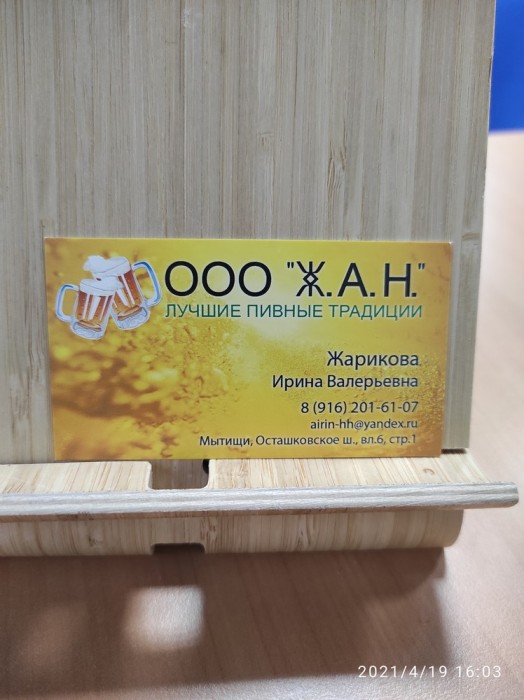 ООО "Ж.А.Н."
ЛУЧШИЕ ПИВНЫЕ ТРАДИЦИИ
Жарикова
Ирина Валерьевна
8 (916) 201-61-07
airin-hh@yandex.ru
Мытищи, Осташковское ш., вл.6, стр.1
2021/4/19 16:03